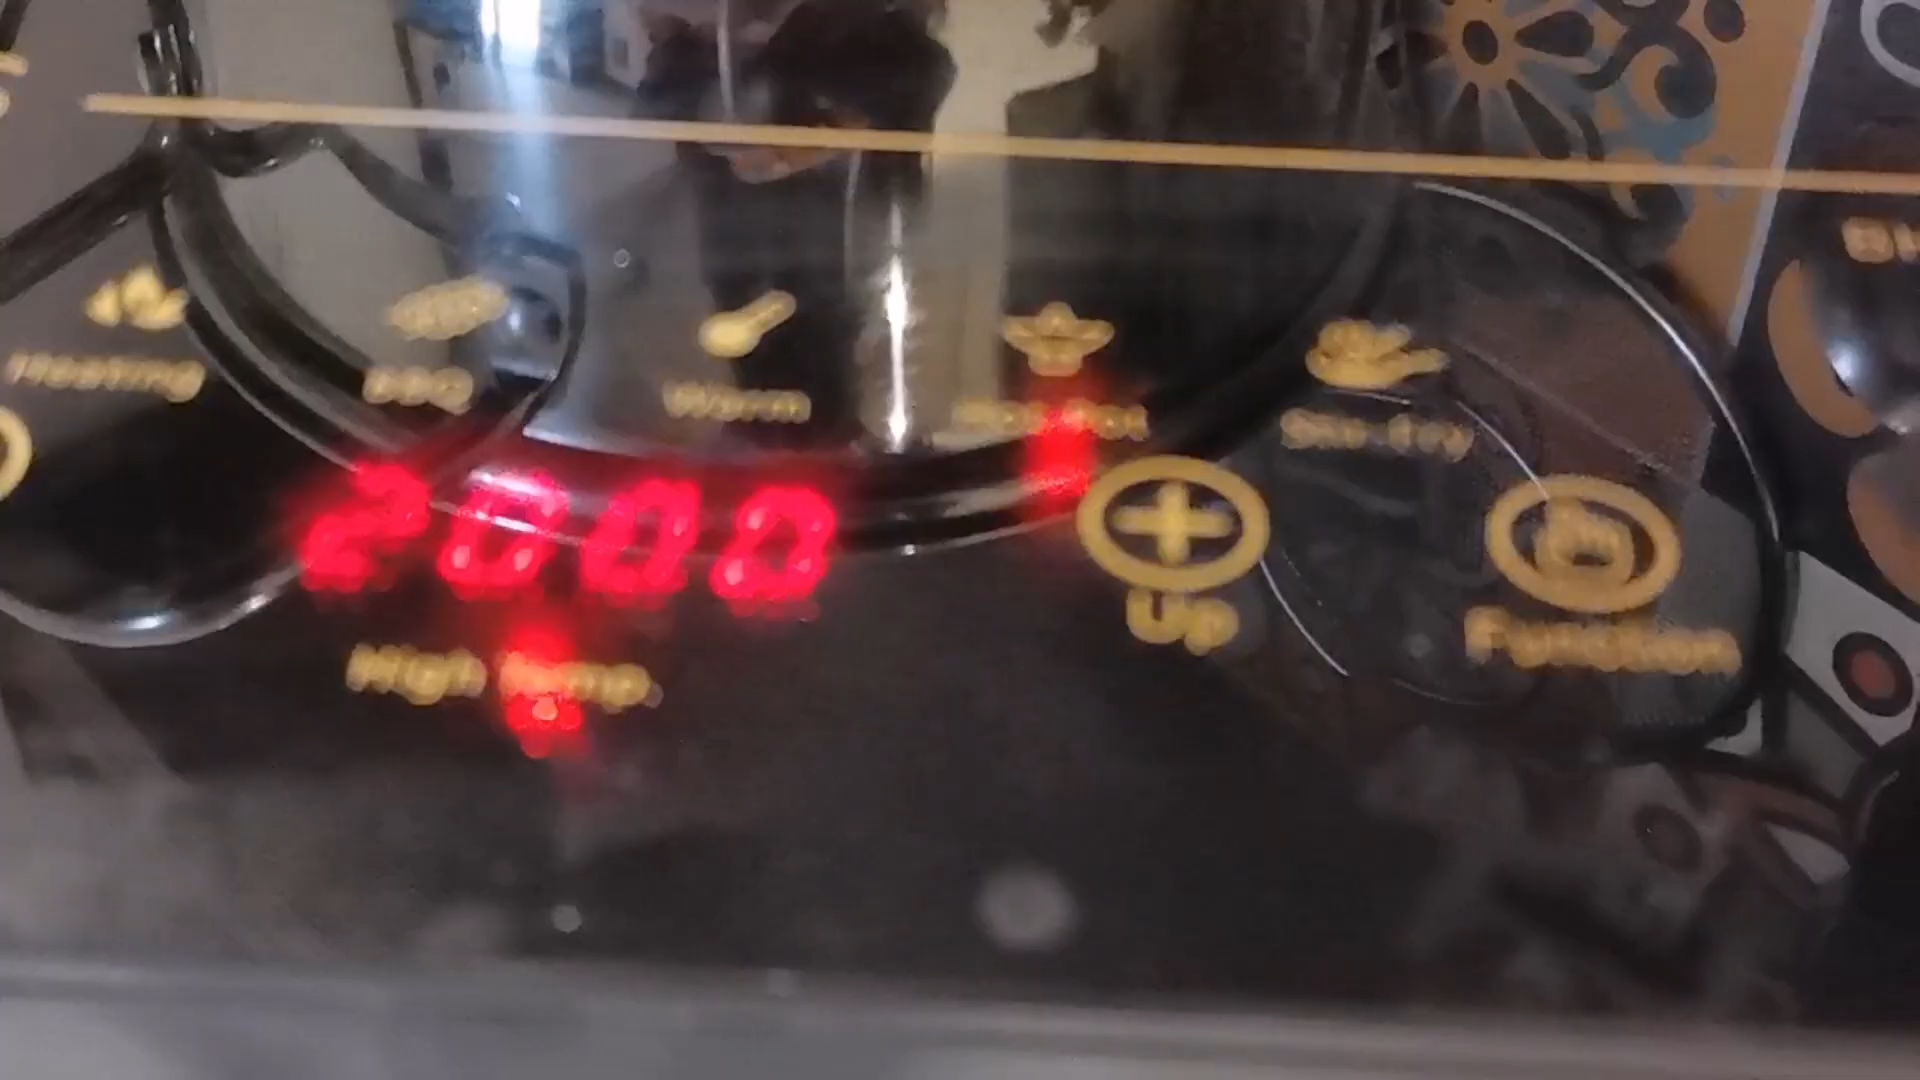 Heating
BBQ
Warm
Hot Pot
Stir-fry
2000
Up
Function
High Temp